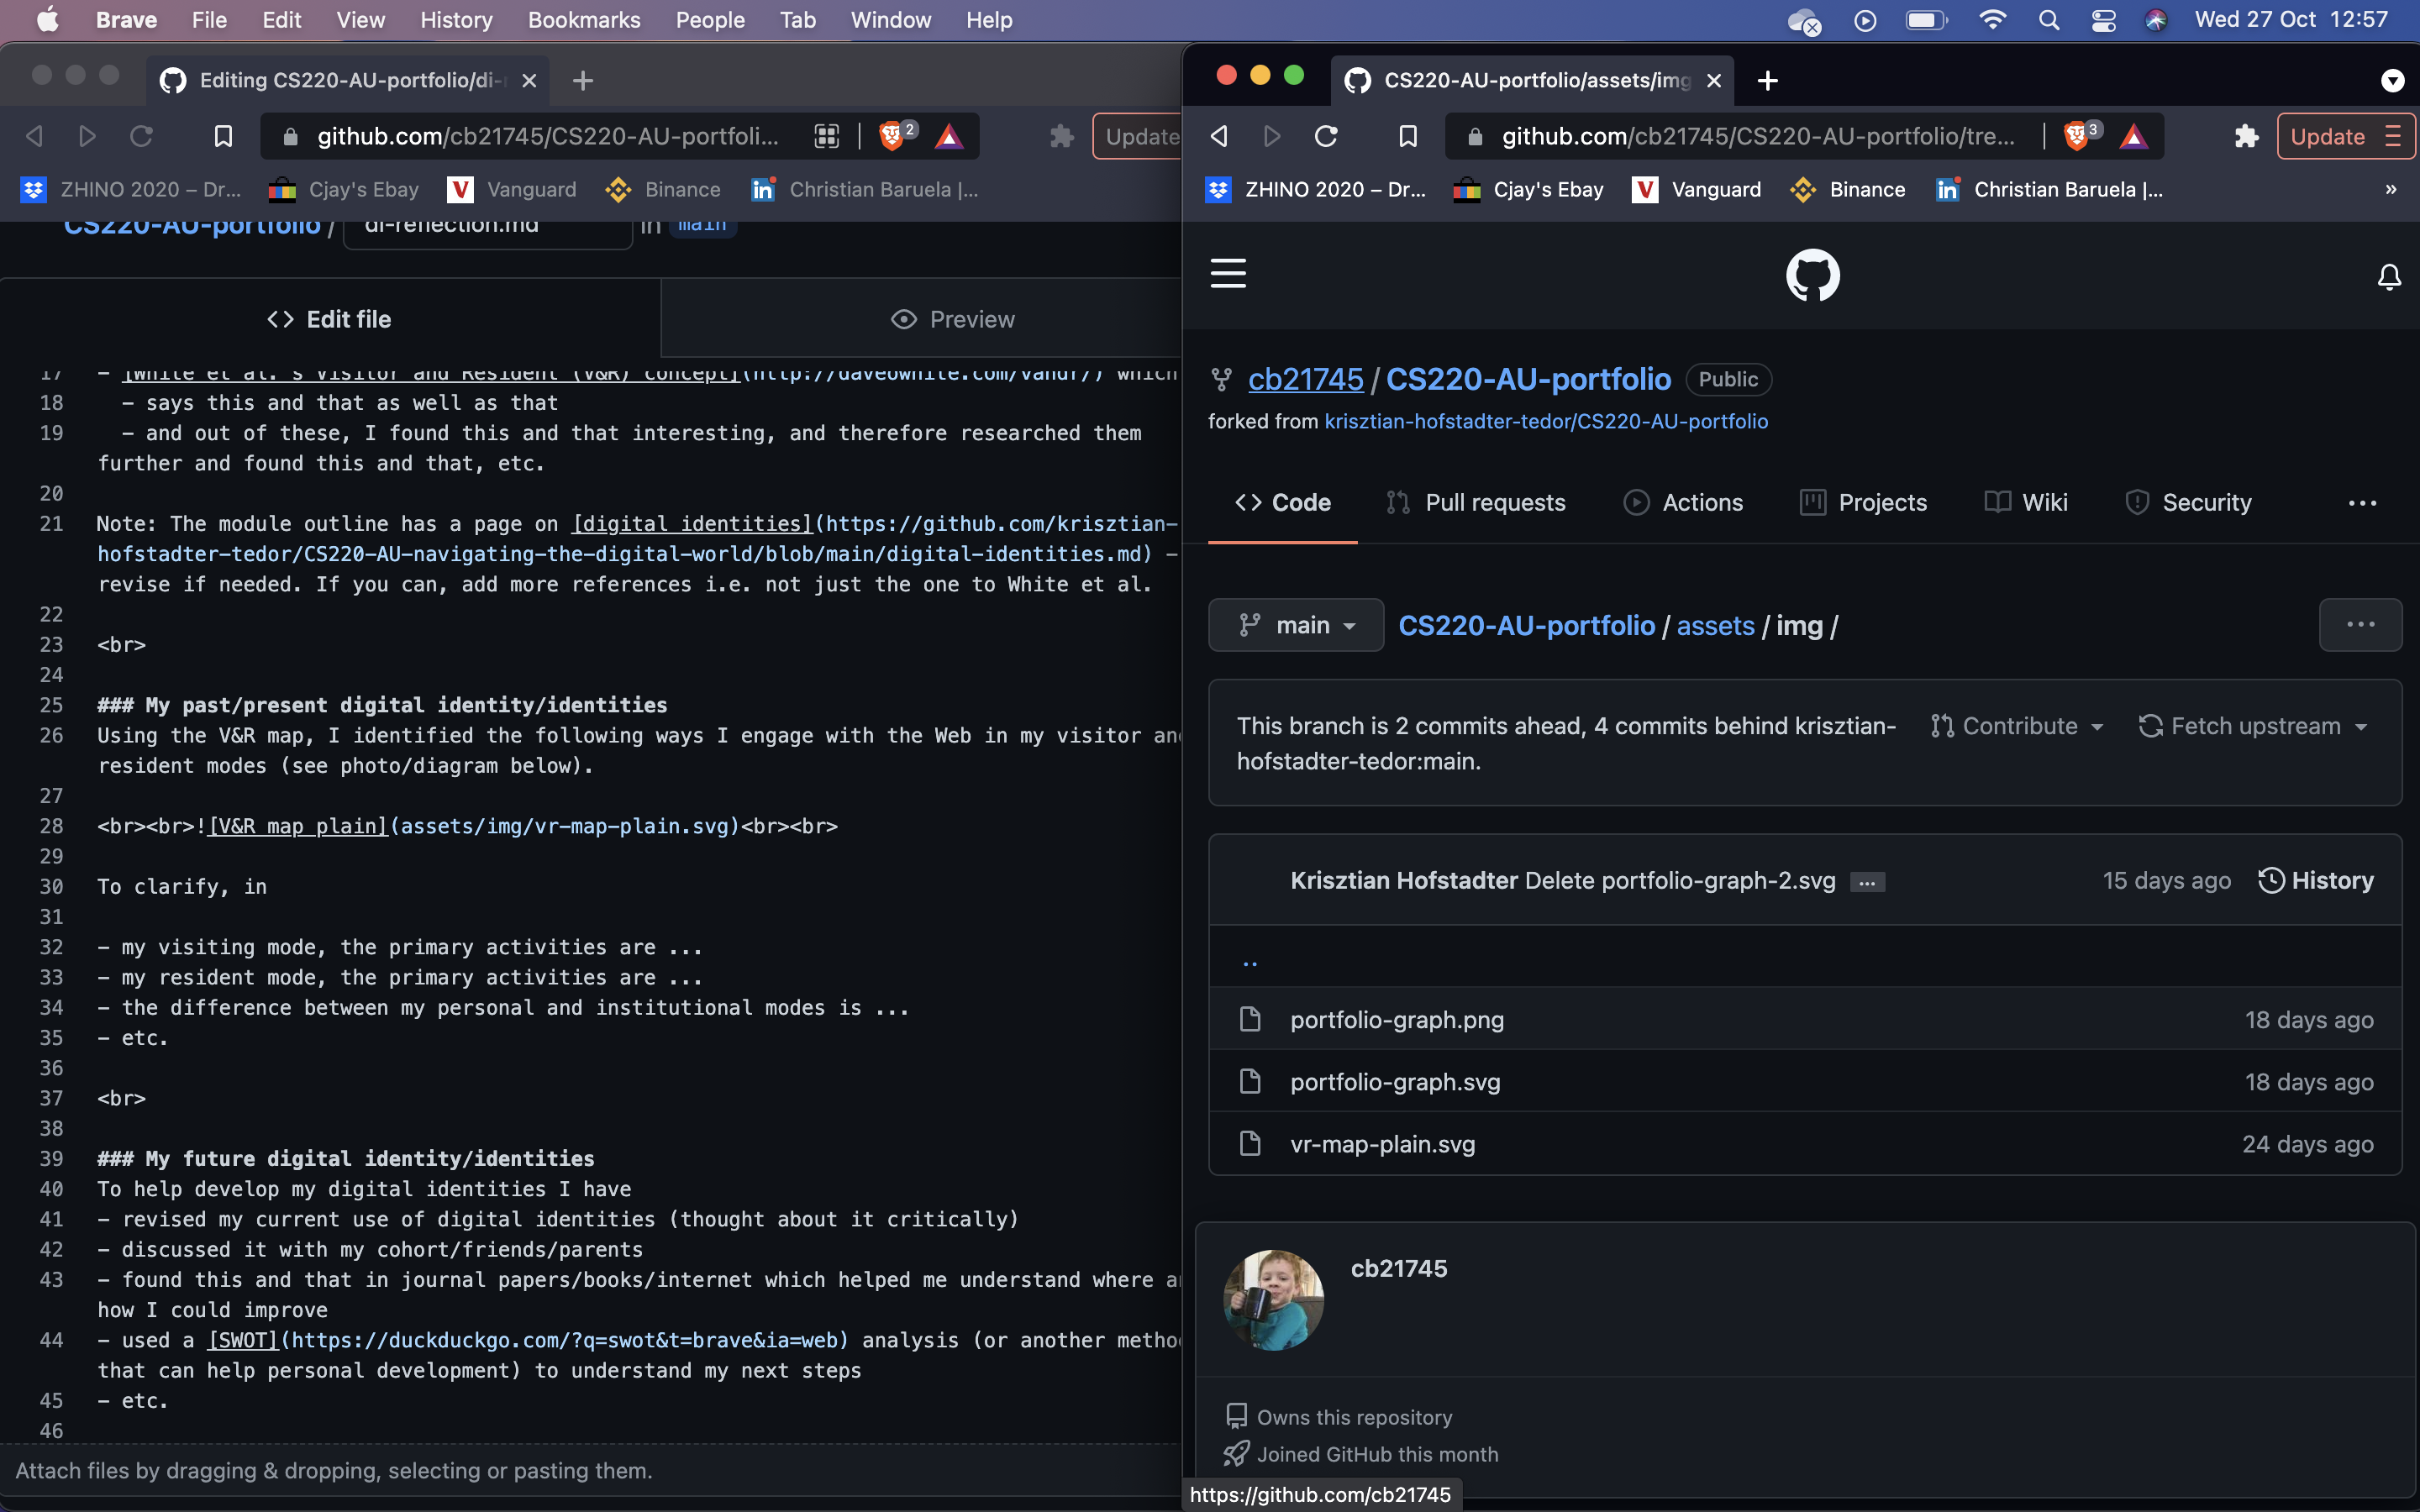 Brave File Edit View History Bookmarks People Tab Window Help Wed 27 Oct 12:57
Editing CS220-AU-portfolio/di-r
github.com/cb21745/CS220-AU-portfoli... 2 Update
ZHINO 2020 – Dr... Cjay's Ebay Vanguard Binance Christian Baruela |...
CS220-AU-portfolio / di-reflection.md in main
Edit file Preview
17 - [White et al.'s Visitor and Resident (V&R) concept](http://daveowhite.com/vandr/) which
18 - says this and that as well as that
19 - and out of these, I found this and that interesting, and therefore researched them
further and found this and that, etc.
20
21 Note: The module outline has a page on [digital identities](https://github.com/krisztian-
hofstadter-tedor/CS220-AU-navigating-the-digital-world/blob/main/digital-identities.md) -
revise if needed. If you can, add more references i.e. not just the one to White et al.
22
23 <br>
24
25 ### My past/present digital identity/identities
26 Using the V&R map, I identified the following ways I engage with the Web in my visitor an
resident modes (see photo/diagram below).
27
28 <br><br>![V&R map plain](assets/img/vr-map-plain.svg)<br><br>
29
30 To clarify, in
31
32 - my visiting mode, the primary activities are ...
33 - my resident mode, the primary activities are ...
34 - the difference between my personal and institutional modes is ...
35 - etc.
36
37 <br>
38
39 ### My future digital identity/identities
40 To help develop my digital identities I have
41 - revised my current use of digital identities (thought about it critically)
42 - discussed it with my cohort/friends/parents
43 - found this and that in journal papers/books/internet which helped me understand where a
how I could improve
44 - used a [SWOT](https://duckduckgo.com/?q=swot&t=brave&ia=web) analysis (or another metho
that can help personal development) to understand my next steps
45 - etc.
46
Attach files by dragging & dropping, selecting or pasting them.
CS220-AU-portfolio/assets/img
github.com/cb21745/CS220-AU-portfolio/tre... 3 Update
ZHINO 2020 – Dr... Cjay's Ebay Vanguard Binance Christian Baruela |... »
cb21745 / CS220-AU-portfolio Public
forked from krisztian-hofstadter-tedor/CS220-AU-portfolio
Code Pull requests Actions Projects Wiki Security ...
main CS220-AU-portfolio / assets / img / ...
This branch is 2 commits ahead, 4 commits behind krisztian- Contribute Fetch upstream
hofstadter-tedor:main.
Krisztian Hofstadter Delete portfolio-graph-2.svg ... 15 days ago History
..
portfolio-graph.png 18 days ago
portfolio-graph.svg 18 days ago
vr-map-plain.svg 24 days ago
cb21745
Owns this repository
Joined GitHub this month
https://github.com/cb21745